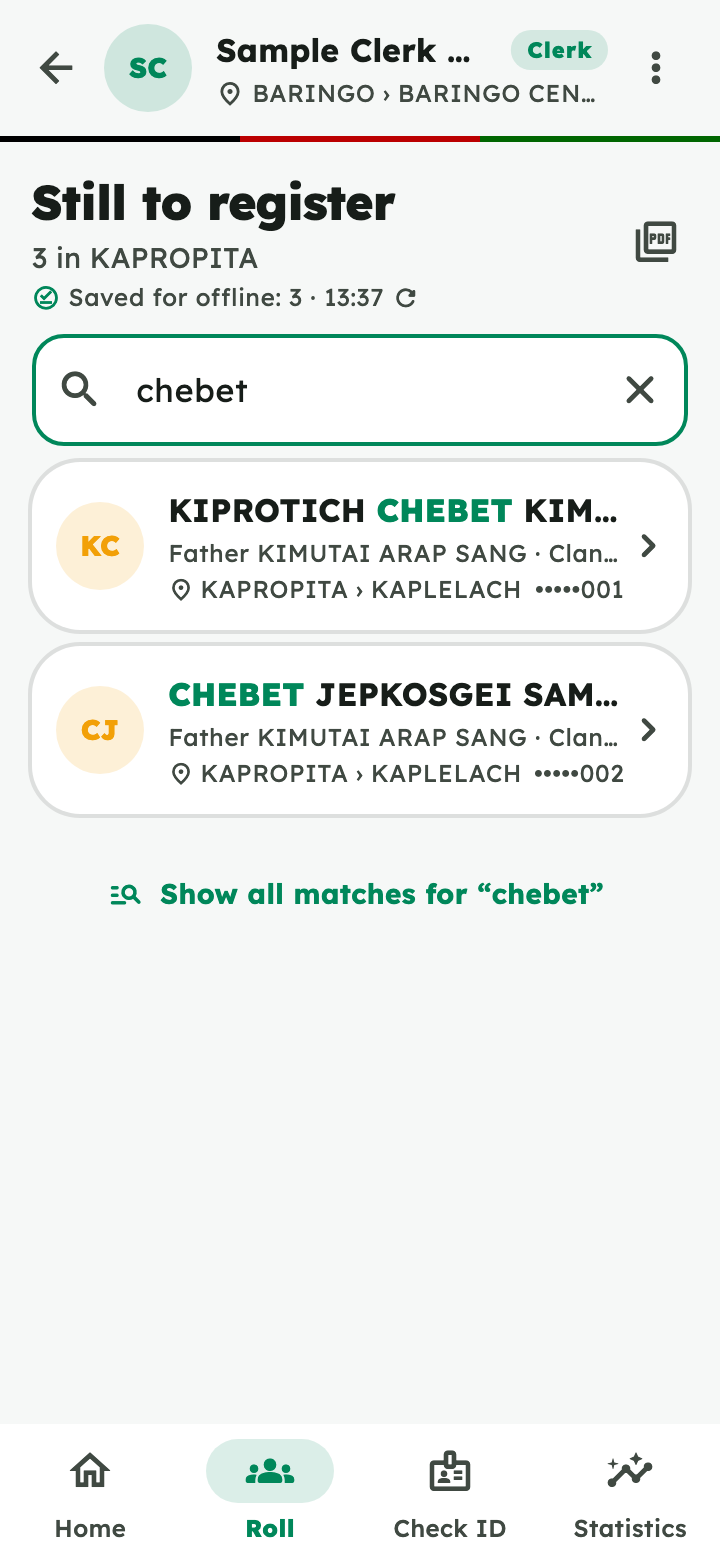 SC
Sample Clerk ...
Clerk
BARINGO › BARINGO CEN...
Still to register
3 in KAPROPITA
PDF
Saved for offline: 3 · 13:37
chebet
KC
KIPROTICH CHEBET KIM...
Father KIMUTAI ARAP SANG · Clan...
KAPROPITA › KAPLELACH •••••001
CJ
CHEBET JEPKOSGEI SAM...
Father KIMUTAI ARAP SANG · Clan...
KAPROPITA › KAPLELACH •••••002
Show all matches for “chebet”
Home
Roll
Check ID
Statistics